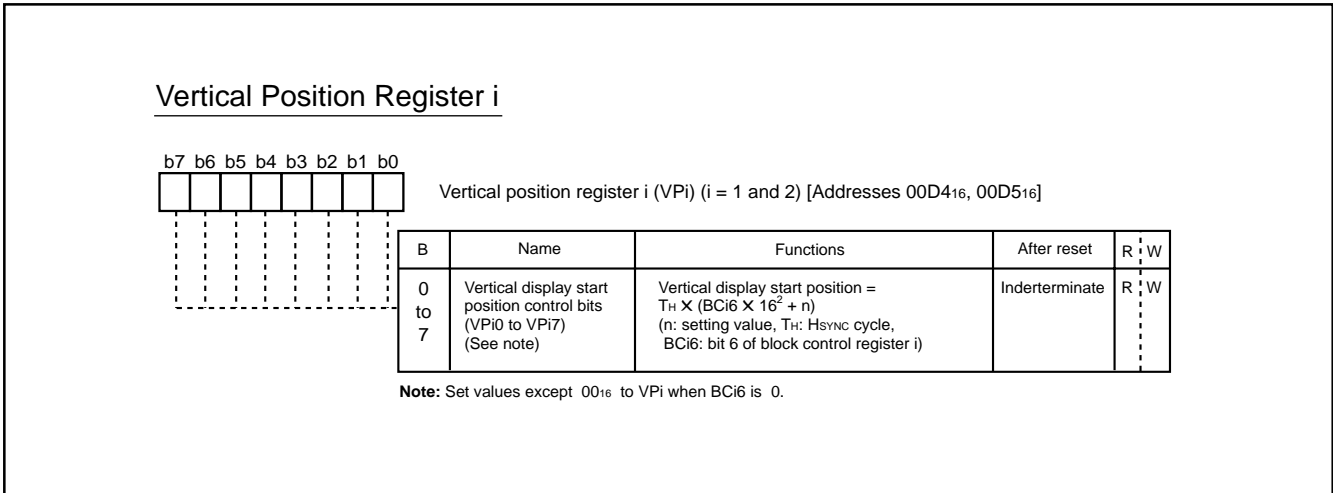 Vertical Position Register i
b7 b6 b5 b4 b3 b2 b1 b0
Vertical position register i (VPi) (i = 1 and 2) [Addresses 00D4₁₆, 00D5₁₆]
B Name Functions After reset R W
0 to 7
Vertical display start
position control bits
(VPi0 to VPi7)
(See note)
Vertical display start position =
TH X (BCi6 X 16² + n)
(n: setting value, TH: HSYNC cycle,
BCi6: bit 6 of block control register i)
Inderterminate R W
Note: Set values except 00₁₆ to VPi when BCi6 is 0.